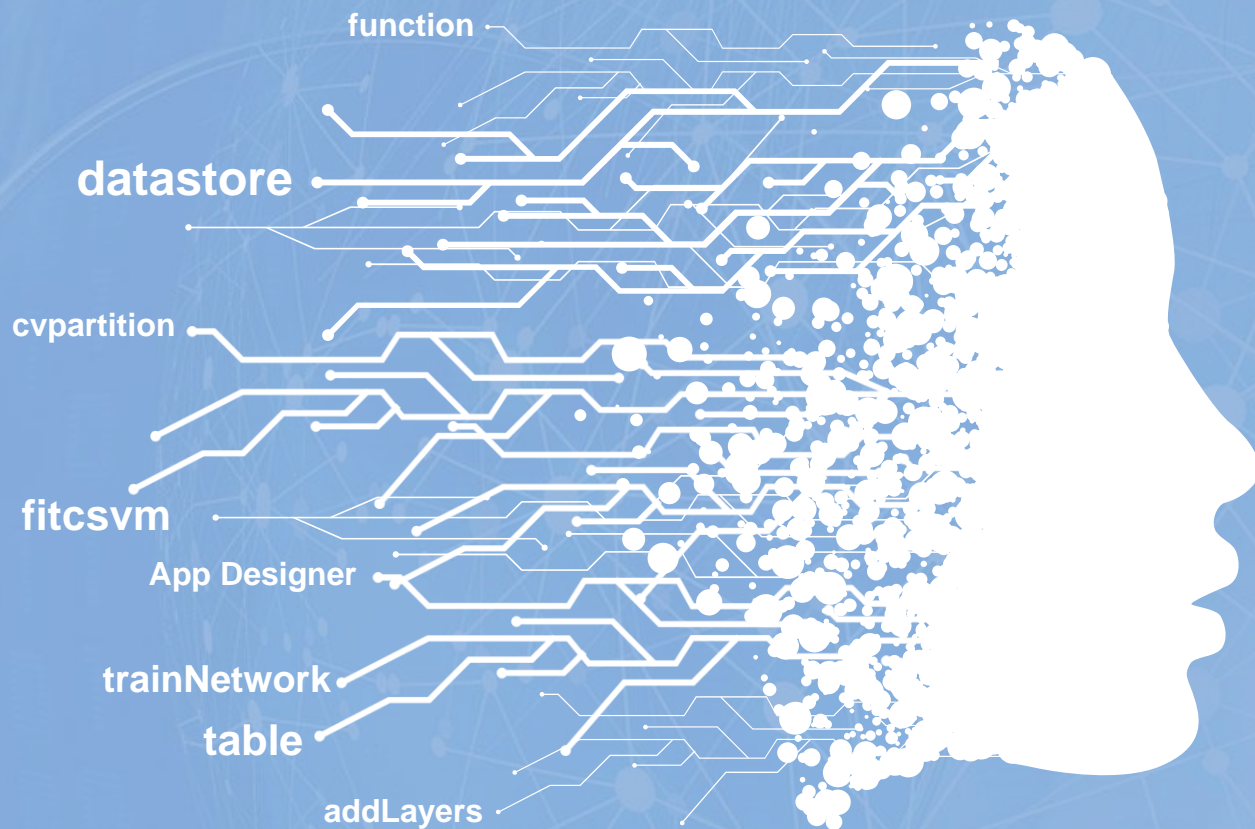 function
datastore
cvpartition
fitcsvm
App Designer
trainNetwork
table
addLayers